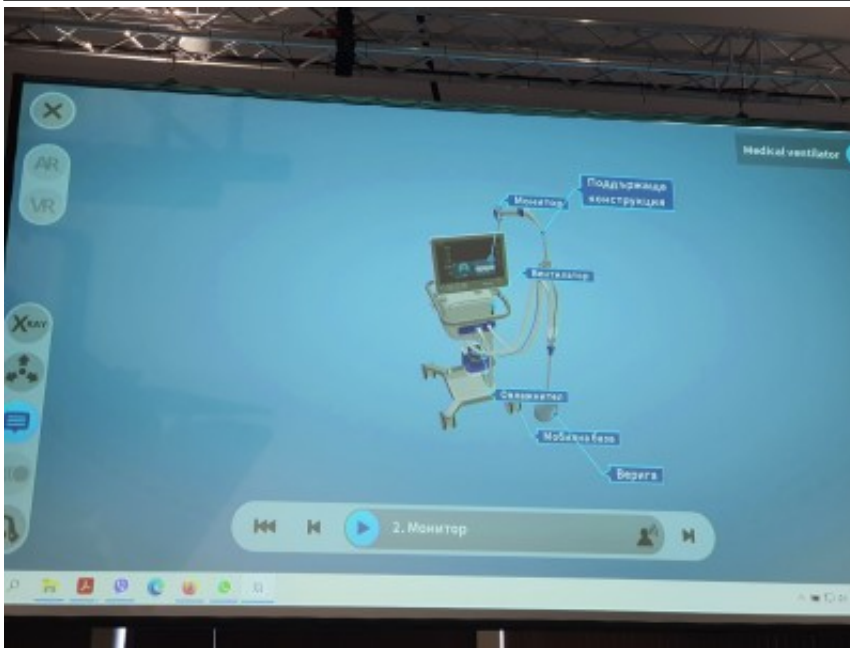 AR
VR
Medical ventilator
Монитор
Поддържаща
конструкция
Вентилатор
Овлажнител
Мобилна база
Верига
XRAY
2. Монитор